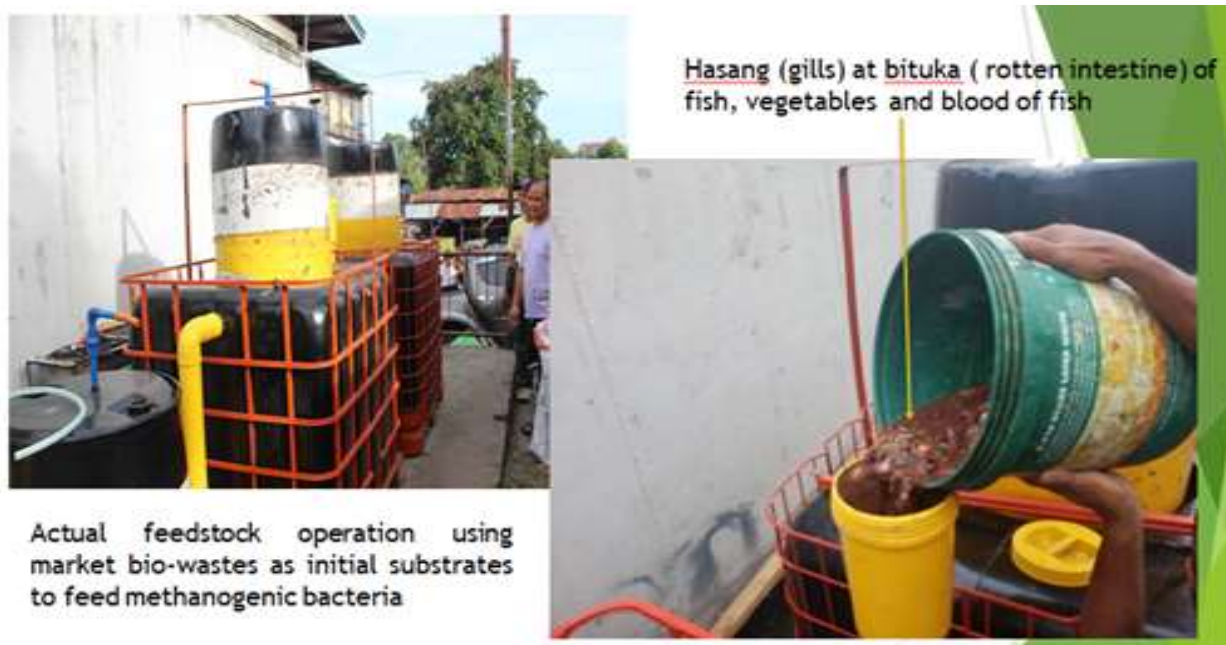 Hasang (gills) at bituka ( rotten intestine) of
fish, vegetables and blood of fish
Actual feedstock operation using
market bio-wastes as initial substrates
to feed methanogenic bacteria